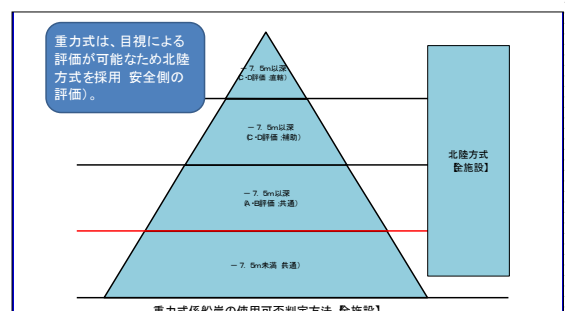 重力式は、目視による
評価が可能なため北陸
方式を採用 安全側の
評価）。
－7．5m以深
(C・D評価:直轄)
－7．5m以深
(C・D評価:補助)
－7．5m以深
(A・B評価:共通)
－7．5m未満 共通)
北陸方式
【全施設】
重力式係船岸の使用可否判定方法【全施設】